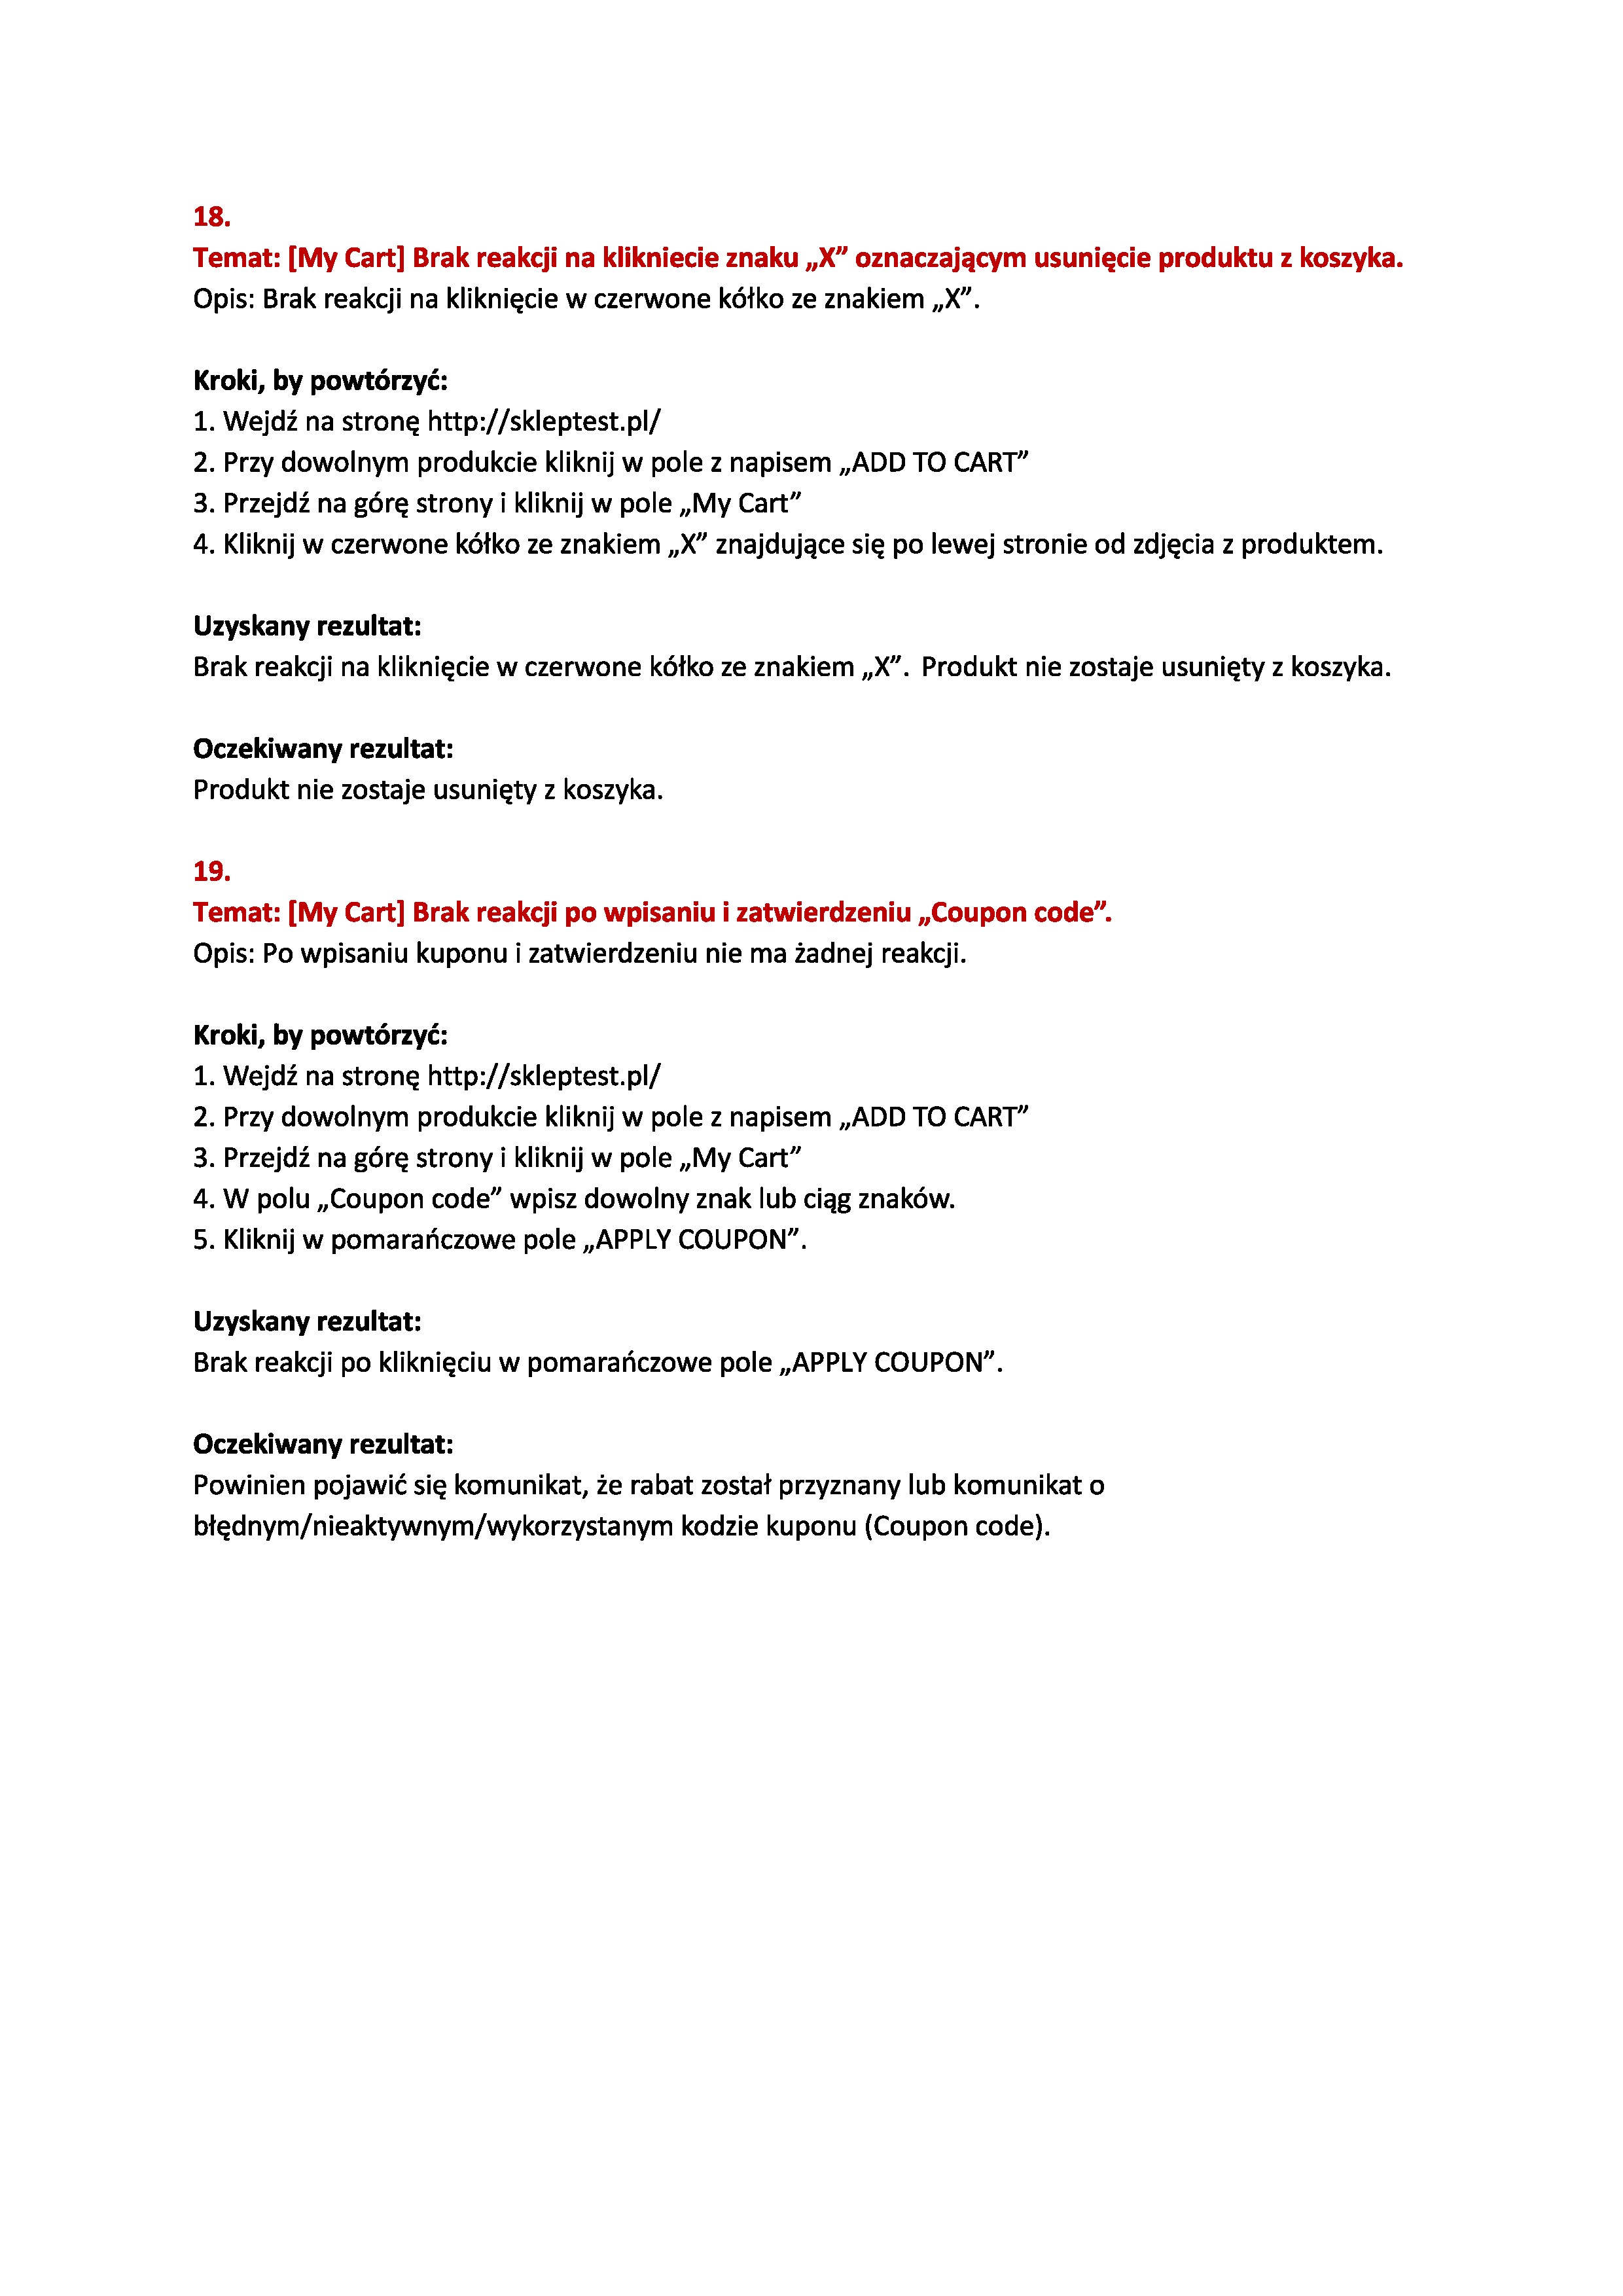 18.
Temat: [My Cart] Brak reakcji na klikniecie znaku „X” oznaczającym usunięcie produktu z koszyka.
Opis: Brak reakcji na kliknięcie w czerwone kółko ze znakiem „X”.
Kroki, by powtórzyć:
1. Wejdź na stronę http://skleptest.pl/
2. Przy dowolnym produkcie kliknij w pole z napisem „ADD TO CART”
3. Przejdź na górę strony i kliknij w pole „My Cart”
4. Kliknij w czerwone kółko ze znakiem „X” znajdujące się po lewej stronie od zdjęcia z produktem.
Uzyskany rezultat:
Brak reakcji na kliknięcie w czerwone kółko ze znakiem „X”. Produkt nie zostaje usunięty z koszyka.
Oczekiwany rezultat:
Produkt nie zostaje usunięty z koszyka.
19.
Temat: [My Cart] Brak reakcji po wpisaniu i zatwierdzeniu „Coupon code”.
Opis: Po wpisaniu kuponu i zatwierdzeniu nie ma żadnej reakcji.
Kroki, by powtórzyć:
1. Wejdź na stronę http://skleptest.pl/
2. Przy dowolnym produkcie kliknij w pole z napisem „ADD TO CART”
3. Przejdź na górę strony i kliknij w pole „My Cart”
4. W polu „Coupon code” wpisz dowolny znak lub ciąg znaków.
5. Kliknij w pomarańczowe pole „APPLY COUPON”.
Uzyskany rezultat:
Brak reakcji po kliknięciu w pomarańczowe pole „APPLY COUPON”.
Oczekiwany rezultat:
Powinien pojawić się komunikat, że rabat został przyznany lub komunikat o
błędnym/nieaktywnym/wykorzystanym kodzie kuponu (Coupon code).